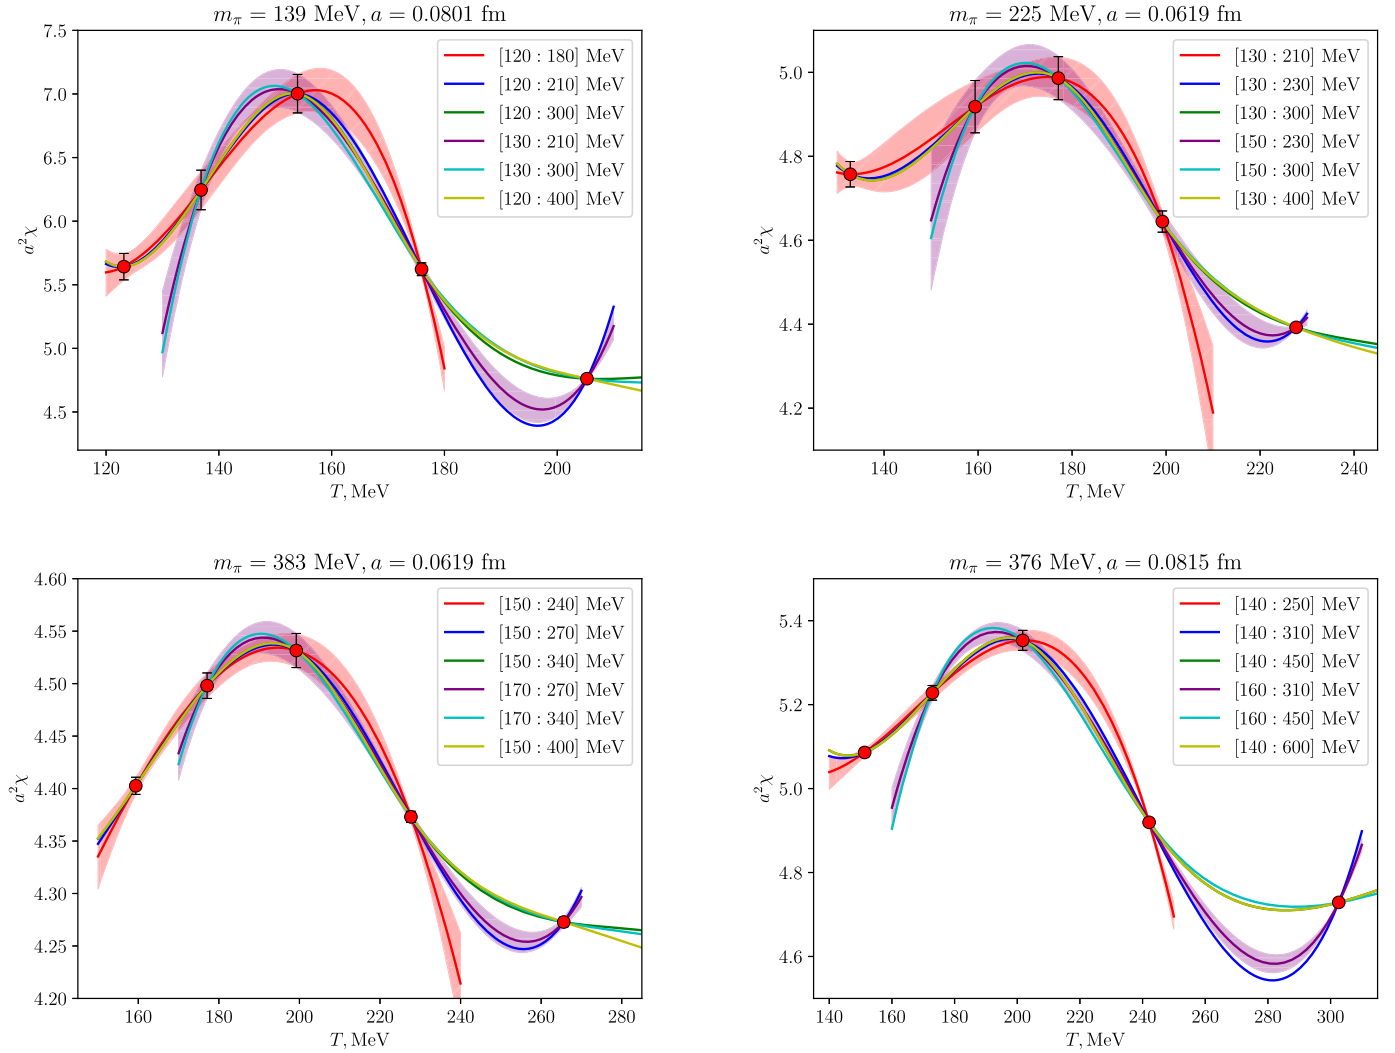 m_π = 139 MeV, a = 0.0801 fm
7.5
7.0
6.5
6.0
5.5
5.0
4.5
a²χ
[120 : 180] MeV
[120 : 210] MeV
[120 : 300] MeV
[130 : 210] MeV
[130 : 300] MeV
[120 : 400] MeV
120 140 160 180 200
T, MeV
m_π = 225 MeV, a = 0.0619 fm
5.0
4.8
4.6
4.4
4.2
a²χ
[130 : 210] MeV
[130 : 230] MeV
[130 : 300] MeV
[150 : 230] MeV
[150 : 300] MeV
[130 : 400] MeV
140 160 180 200 220 240
T, MeV
m_π = 383 MeV, a = 0.0619 fm
4.60
4.55
4.50
4.45
4.40
4.35
4.30
4.25
4.20
a²χ
[150 : 240] MeV
[150 : 270] MeV
[150 : 340] MeV
[170 : 270] MeV
[170 : 340] MeV
[150 : 400] MeV
160 180 200 220 240 260 280
T, MeV
m_π = 376 MeV, a = 0.0815 fm
5.4
5.2
5.0
4.8
4.6
a²χ
[140 : 250] MeV
[140 : 310] MeV
[140 : 450] MeV
[160 : 310] MeV
[160 : 450] MeV
[140 : 600] MeV
140 160 180 200 220 240 260 280 300
T, MeV